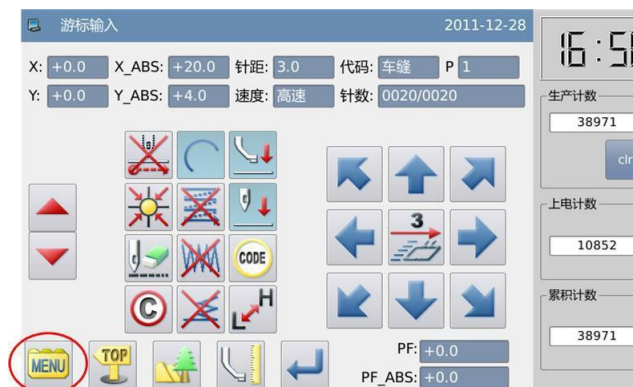 游标输入 2011-12-28
X: +0.0 X_ABS: +20.0 针距: 3.0 代码: 车缝 P 1
Y: +0.0 Y_ABS: +4.0 速度: 高速 针数: 0020/0020
生产计数
38971
clr
上电计数
10852
累积计数
38971
3
CODE
C
H
L
MENU
TOP
PF: +0.0
PF_ABS: +0.0